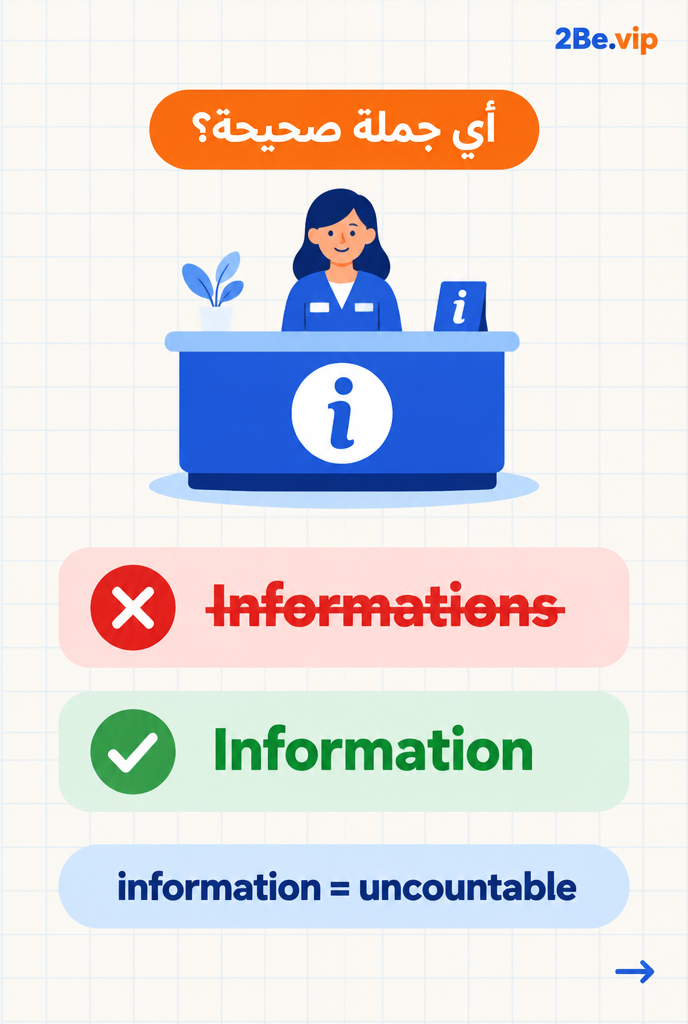 2Be.vip
أي جملة صحيحة؟
i
i
Informations
Information
information = uncountable